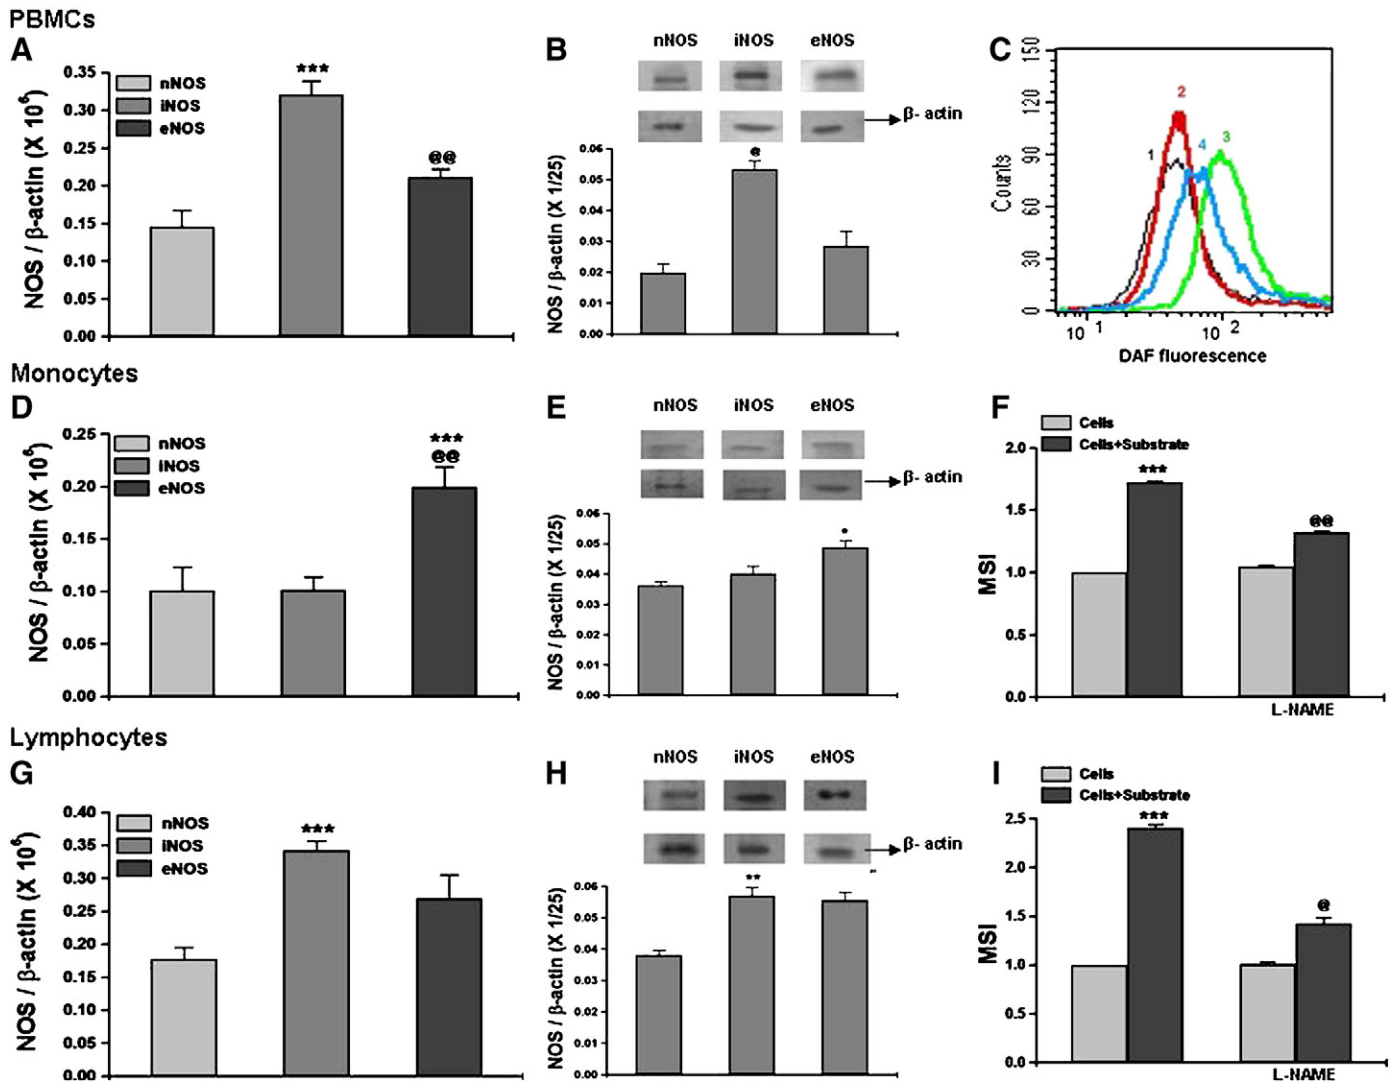 PBMCs
A
NOS / β-actin (X 10⁶)
0.35
0.30
0.25
0.20
0.15
0.10
0.05
0.00
nNOS
iNOS
eNOS
***
@@
B
nNOS iNOS eNOS
β- actin
NOS / β-actin (X 1/25)
0.06
0.05
0.04
0.03
0.02
0.01
0.00
@
C
Counts
150
120
90
60
30
0
1
2
3
4
10 1
10 2
DAF fluorescence
Monocytes
D
NOS / β-actin (X 10⁶)
0.25
0.20
0.15
0.10
0.05
0.00
nNOS
iNOS
eNOS
***
@@
E
nNOS iNOS eNOS
β- actin
NOS / β-actin (X 1/25)
0.06
0.05
0.04
0.03
0.02
0.01
0.00
*
F
Cells
Cells+Substrate
MSI
2.0
1.5
1.0
0.5
0.0
***
@@
L-NAME
Lymphocytes
G
NOS / β-actin (X 10⁶)
0.40
0.35
0.30
0.25
0.20
0.15
0.10
0.05
0.00
nNOS
iNOS
eNOS
***
H
nNOS iNOS eNOS
β- actin
NOS / β-actin (X 1/25)
0.06
0.05
0.04
0.03
0.02
0.01
0.00
**
I
Cells
Cells+Substrate
MSI
2.5
2.0
1.5
1.0
0.5
0.0
***
@
L-NAME